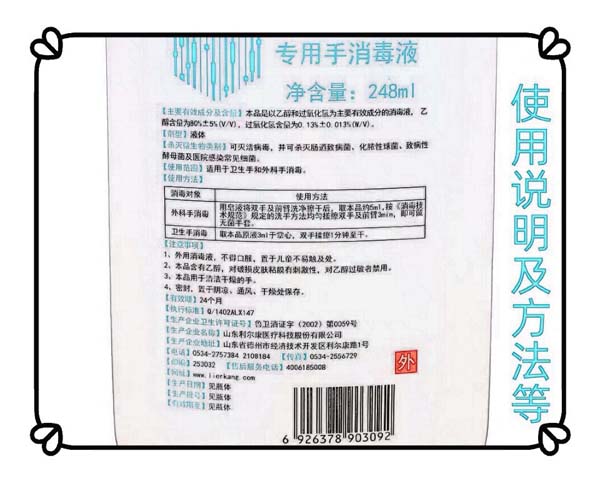 专用手消毒液
净含量：248ml
【主要有效成分及含量】本品是以乙醇和过氧化氢为主要有效成分的消毒液，乙
醇含量为80%±5%(V/V)，过氧化氢含量为0.13%±0.013%(W/V)。
【剂型】液体
【杀灭微生物类别】可灭活病毒，并可杀灭肠道致病菌、化脓性球菌、致病性
酵母菌及医院感染常见细菌。
【使用范围】适用于卫生手和外科手消毒。
【使用方法】
消毒对象 使用方法
外科手消毒 用皂液将双手及前臂洗净擦干后，取本品约5ml,按《消毒技
术规范》规定的洗手方法均匀揉擦双手及前臂3min，即可戴
无菌手套。
卫生手消毒 取本品原液3ml于掌心，双手揉擦1分钟至干。
【注意事项】
1、外用消毒液，不得口服，置于儿童不易触及处。
2、本品含有乙醇，对破损皮肤粘膜有刺激性，对乙醇过敏者禁用。
3、本品用于清洁干燥的手。
4、密封，置于阴凉、通风、干燥处保存。
【有效期】24个月
【执行标准】Q/1402ALX147
【生产企业卫生许可证号】鲁卫消证字（2002）第0059号
【生产企业名称】山东利尔康医疗科技股份有限公司
【生产企业地址】山东省德州市经济技术开发区利尔康路1号
【电话】0534-2757384 2108184 【传真】0534-2556729
【邮编】253032 【售后服务电话】4006185008
【网址】www.lierkang.com
【生产日期】见瓶体
【生产批号】见瓶体
【有效期至】见瓶体
外
6 926378 903092
使用说明及方法等